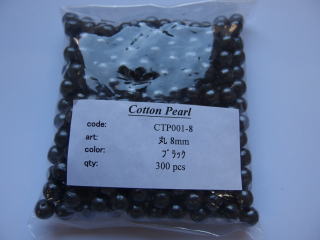 Cotton Pearl
code: CTP001-8
art: 丸 8mm
color: ﾌﾞﾗｯｸ
qty: 300 pcs